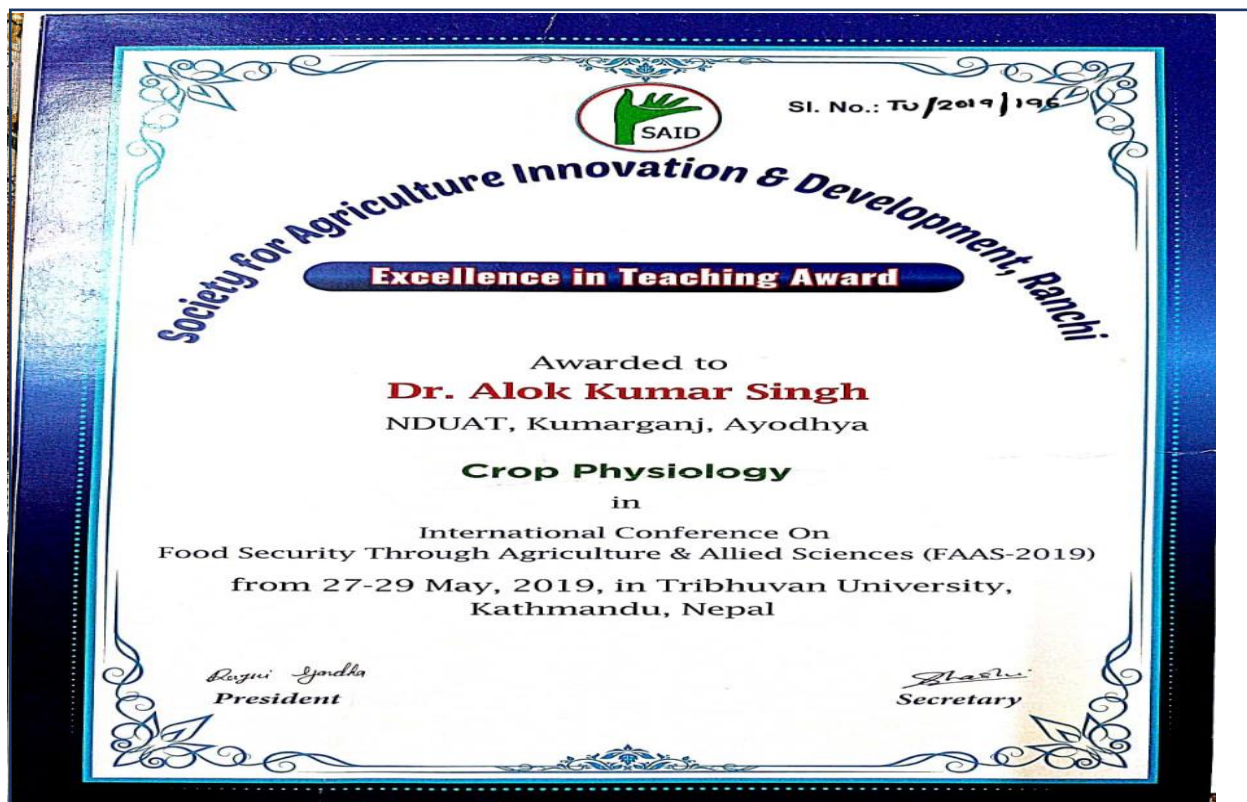 SAID
Sl. No.: TU/2019/196
Society for Agriculture Innovation & Development, Ranchi
Excellence in Teaching Award
Awarded to
Dr. Alok Kumar Singh
NDUAT, Kumarganj, Ayodhya
Crop Physiology
in
International Conference On
Food Security Through Agriculture & Allied Sciences (FAAS-2019)
from 27-29 May, 2019, in Tribhuvan University,
Kathmandu, Nepal
President
Secretary